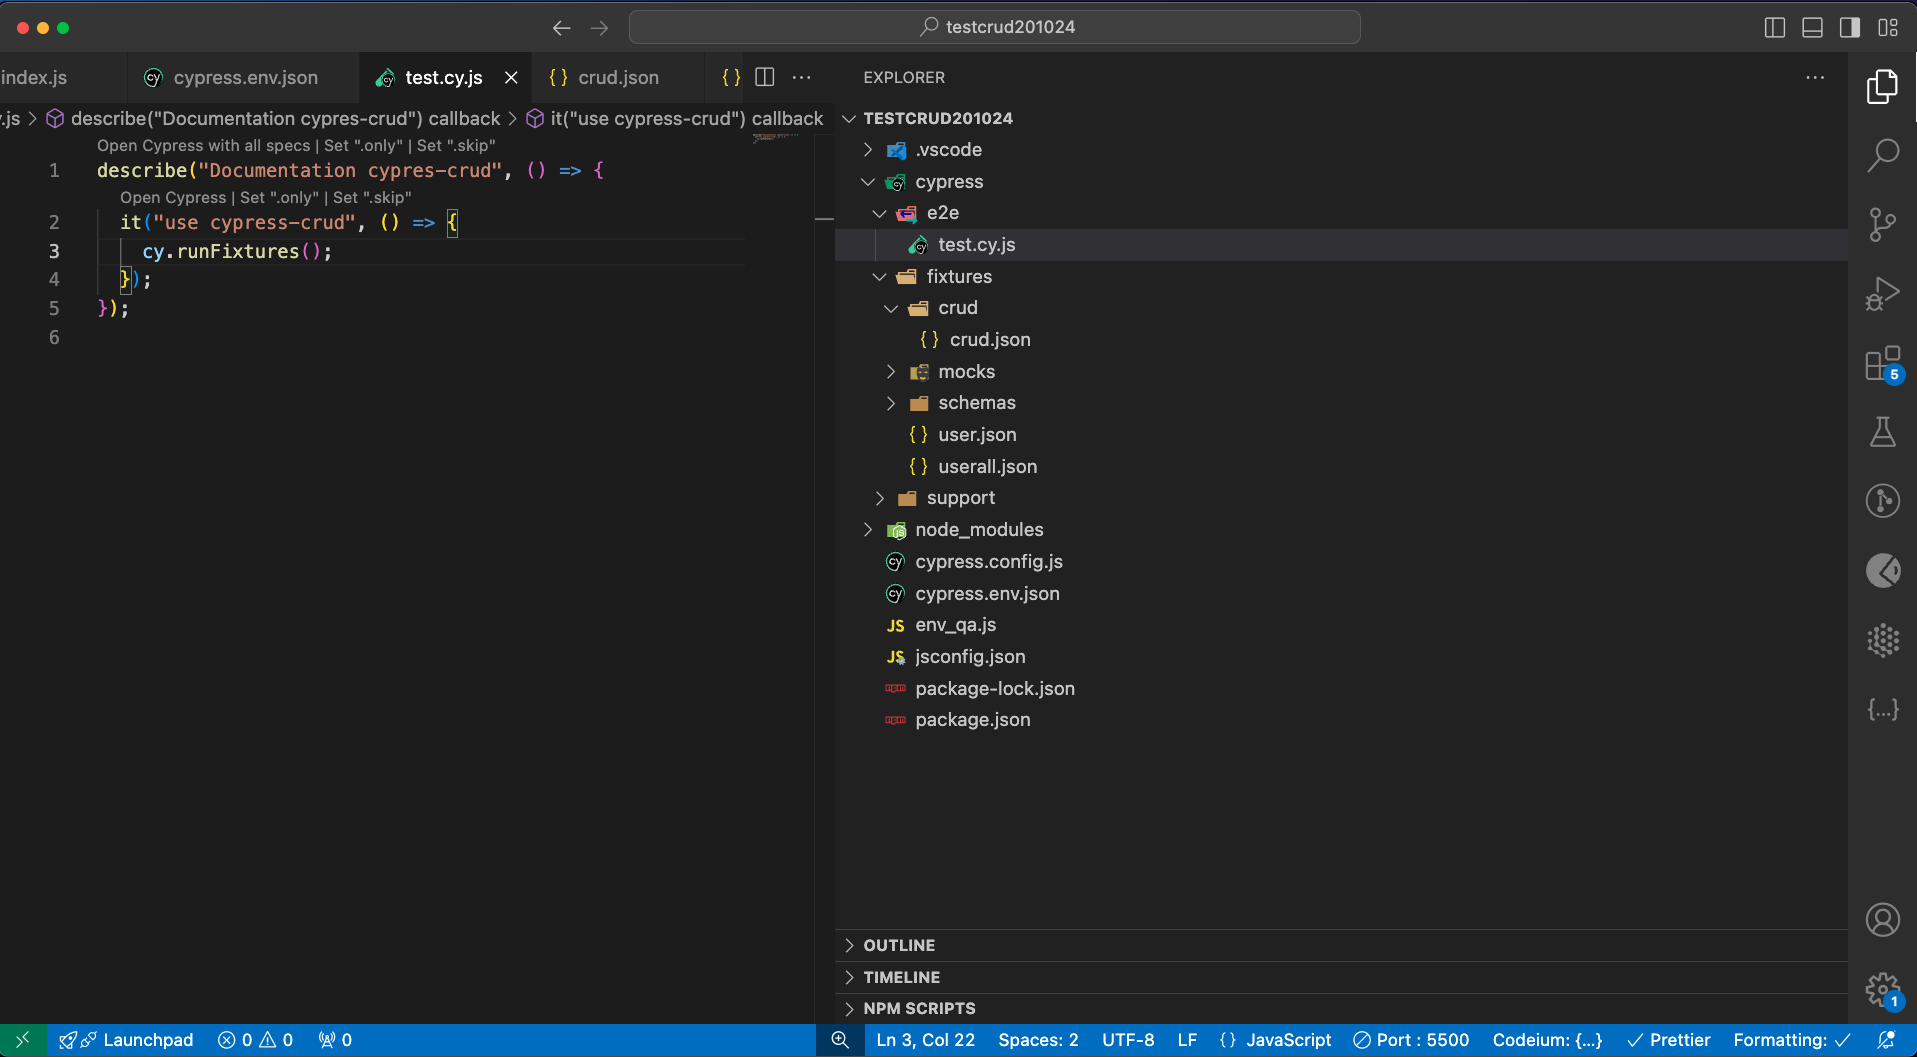 testcrud201024
index.js
cypress.env.json
test.cy.js
crud.json
.js > describe("Documentation cypres-crud") callback > it("use cypress-crud") callback
Open Cypress with all specs | Set ".only" | Set ".skip"
1 describe("Documentation cypres-crud", () => {
Open Cypress | Set ".only" | Set ".skip"
2 it("use cypress-crud", () => {
3 cy.runFixtures();
4 });
5 });
6
EXPLORER
TESTCRUD201024
.vscode
cypress
e2e
test.cy.js
fixtures
crud
crud.json
mocks
schemas
user.json
userall.json
support
node_modules
cypress.config.js
cypress.env.json
env_qa.js
jsconfig.json
package-lock.json
package.json
OUTLINE
TIMELINE
NPM SCRIPTS
5
1
Launchpad
0
0
0
Ln 3, Col 22
Spaces: 2
UTF-8
LF
{} JavaScript
Port : 5500
Codeium: {...}
Prettier
Formatting: